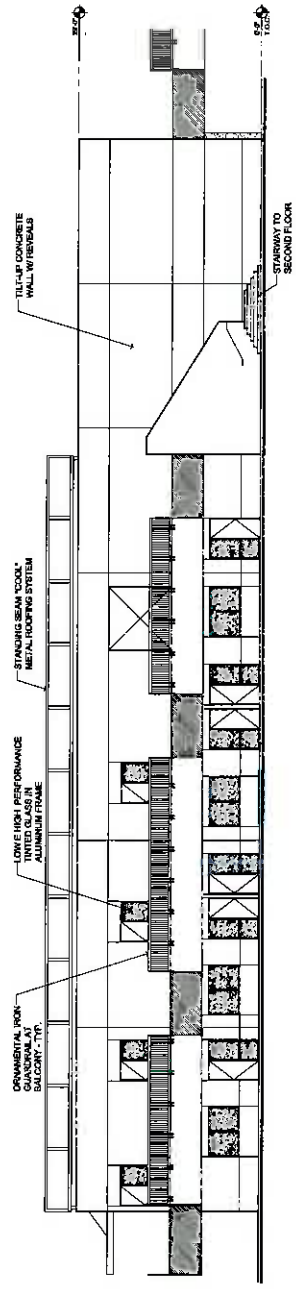 ORNAMENTAL IRON
GUARDRAIL AT
BALCONY - TYP.
LOW E HIGH PERFORMANCE
TINTED GLASS IN
ALUMINUM FRAME
STANDING SEAM "COOL"
METAL ROOFING SYSTEM
TILT-UP CONCRETE
WALL W/ REVEALS
STAIRWAY TO
SECOND FLOOR